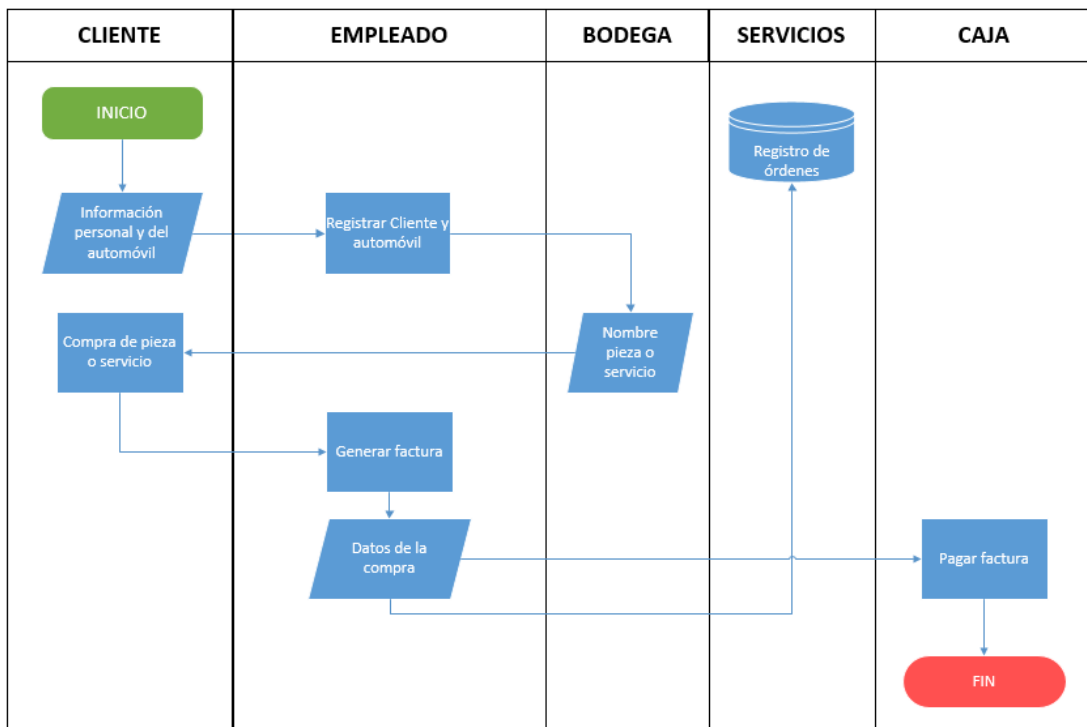 CLIENTE
EMPLEADO
BODEGA
SERVICIOS
CAJA
INICIO
Registro de
órdenes
Información
personal y del
automóvil
Registrar Cliente y
automóvil
Compra de pieza
o servicio
Nombre
pieza o
servicio
Generar factura
Datos de la
compra
Pagar factura
FIN